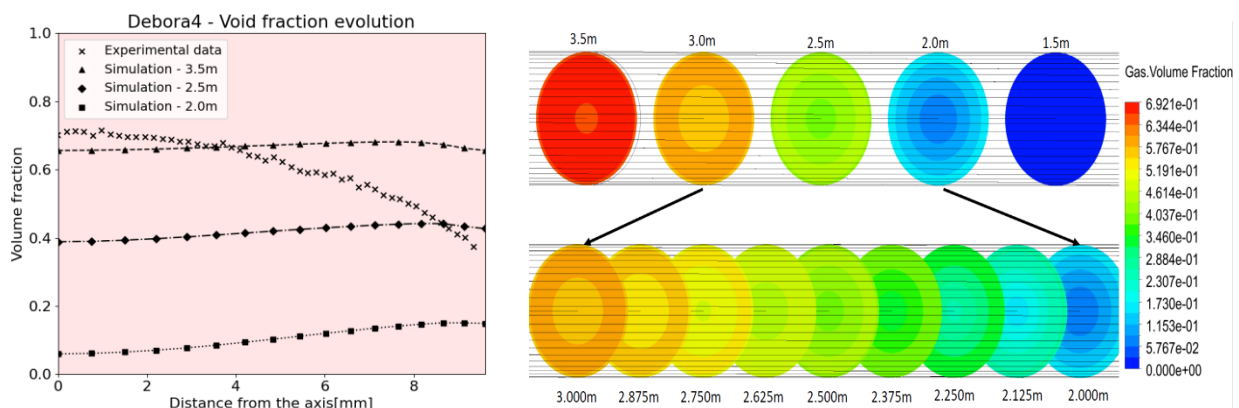 Debora4 - Void fraction evolution
Volume fraction
1.0
0.8
0.6
0.4
0.2
0.0
Experimental data
Simulation - 3.5m
Simulation - 2.5m
Simulation - 2.0m
0
2
4
6
8
Distance from the axis[mm]
3.5m
3.0m
2.5m
2.0m
1.5m
3.000m
2.875m
2.750m
2.625m
2.500m
2.375m
2.250m
2.125m
2.000m
Gas.Volume Fraction
6.921e-01
6.344e-01
5.767e-01
5.191e-01
4.614e-01
4.037e-01
3.460e-01
2.884e-01
2.307e-01
1.730e-01
1.153e-01
5.767e-02
0.000e+00